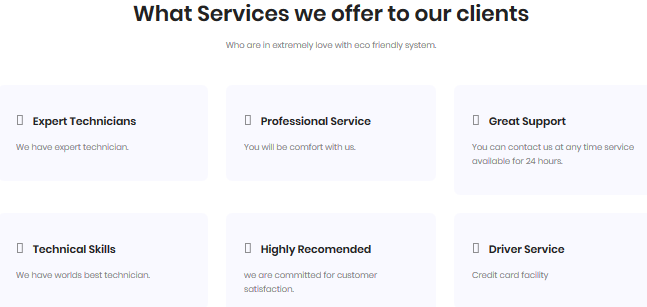 What Services we offer to our clients
Who are in extremely love with eco friendly system.
Expert Technicians
We have expert technician.
Professional Service
You will be comfort with us.
Great Support
You can contact us at any time service
available for 24 hours.
Technical Skills
We have worlds best technician.
Highly Recomended
we are committed for customer
satisfaction.
Driver Service
Credit card facility